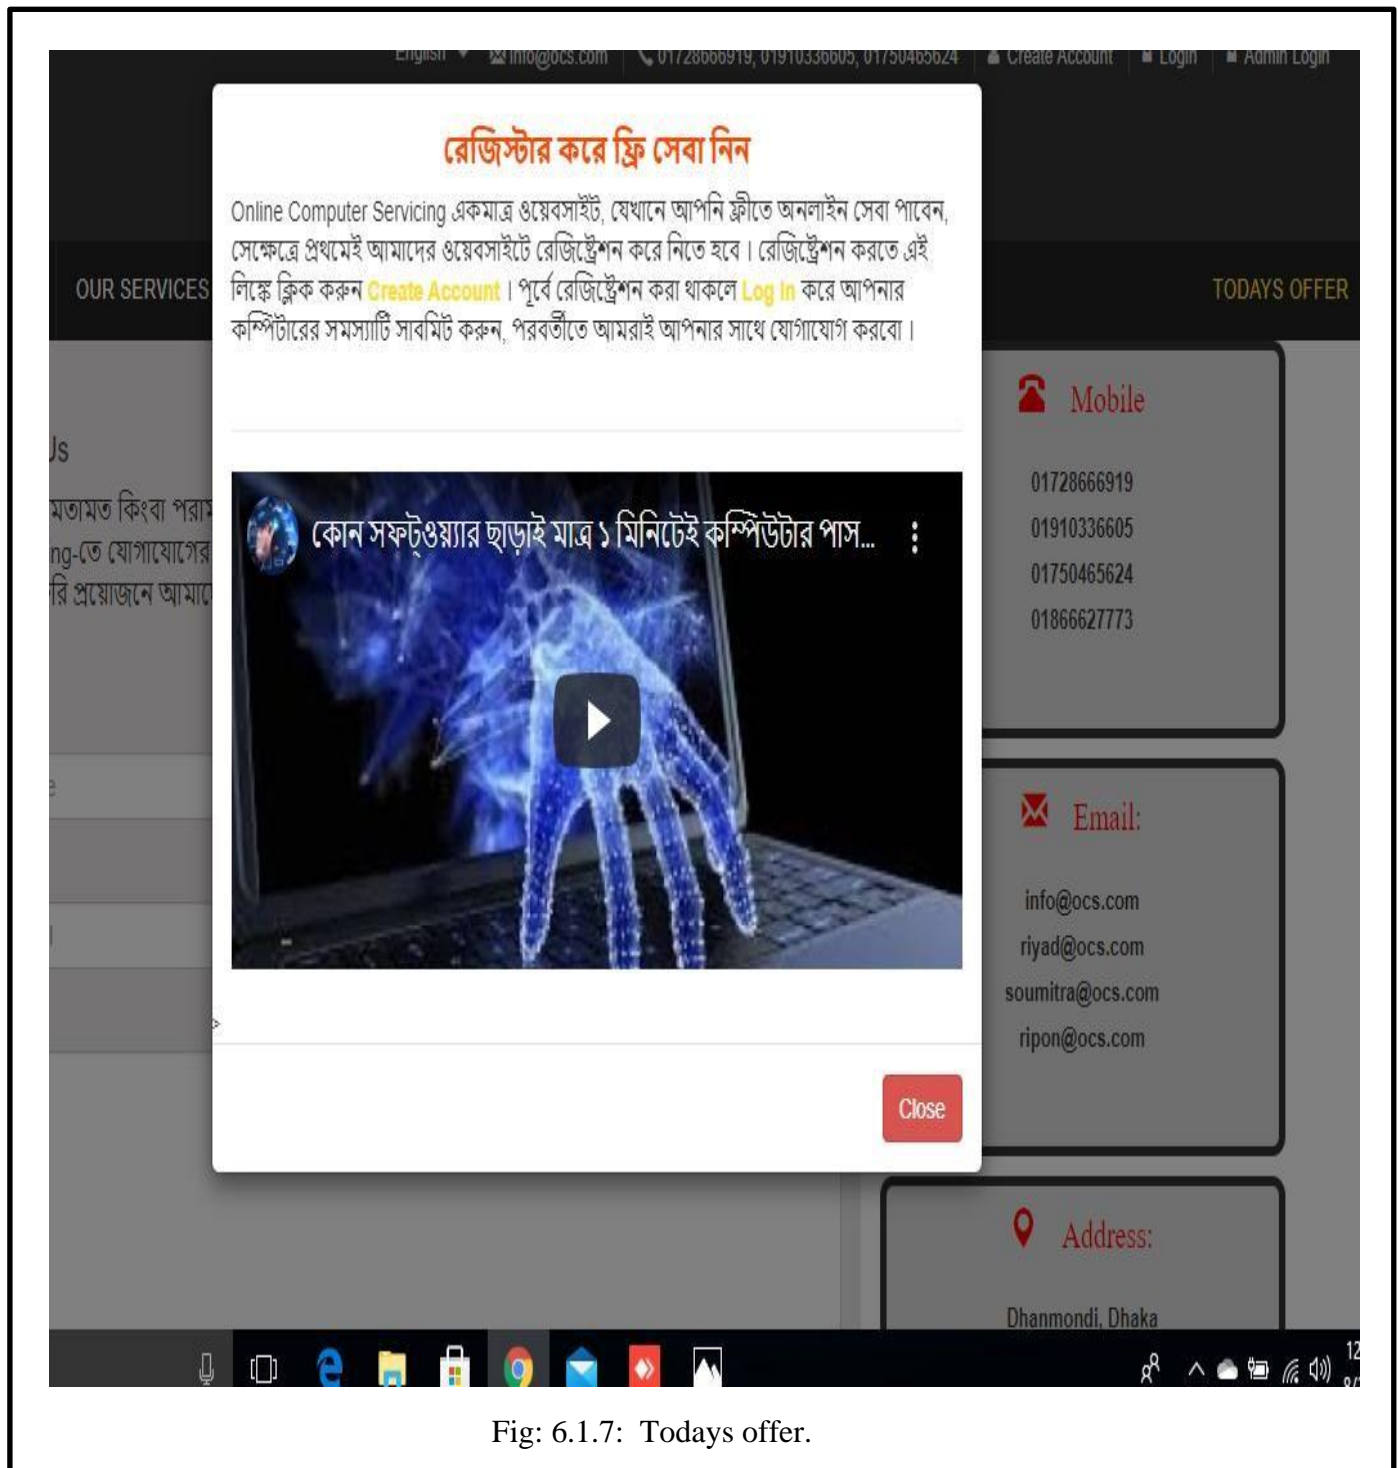 English info@ocs.com 01728666919, 01910336605, 01750465624 Create Account Login Admin Login
রেজিস্টার করে ফ্রি সেবা নিন
Online Computer Servicing একমাত্র ওয়েবসাইট, যেখানে আপনি ফ্রীতে অনলাইন সেবা পাবেন,
সেক্ষেত্রে প্রথমেই আমাদের ওয়েবসাইটে রেজিষ্ট্রেশন করে নিতে হবে। রেজিষ্ট্রেশন করতে এই
লিঙ্কে ক্লিক করুন Create Account । পূর্বে রেজিষ্ট্রেশন করা থাকলে Log In করে আপনার
কম্পিটারের সমস্যাটি সাবমিট করুন, পরবর্তীতে আমরাই আপনার সাথে যোগাযোগ করবো।
OUR SERVICES
TODAYS OFFER
Us
মতামত কিংবা পরাম
ng-তে যোগাযোগের
রি প্রয়োজনে আমাদে
কোন সফট্ওয়্যার ছাড়াই মাত্র ১ মিনিটেই কম্পিউটার পাস...
Close
Mobile
01728666919
01910336605
01750465624
01866627773
Email:
info@ocs.com
riyad@ocs.com
soumitra@ocs.com
ripon@ocs.com
Address:
Dhanmondi, Dhaka
12
Fig: 6.1.7: Todays offer.